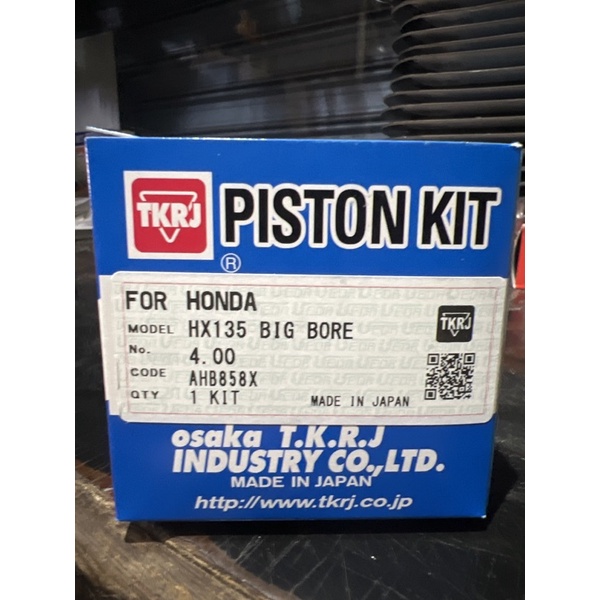 TKRJ PISTON KIT
®
FOR HONDA
MODEL HX135 BIG BORE
No. 4.00
CODE AHB858X
QTY 1 KIT MADE IN JAPAN
TKRJ
osaka T.K.R.J
INDUSTRY CO.,LTD.
MADE IN JAPAN
http://www.tkrj.co.jp